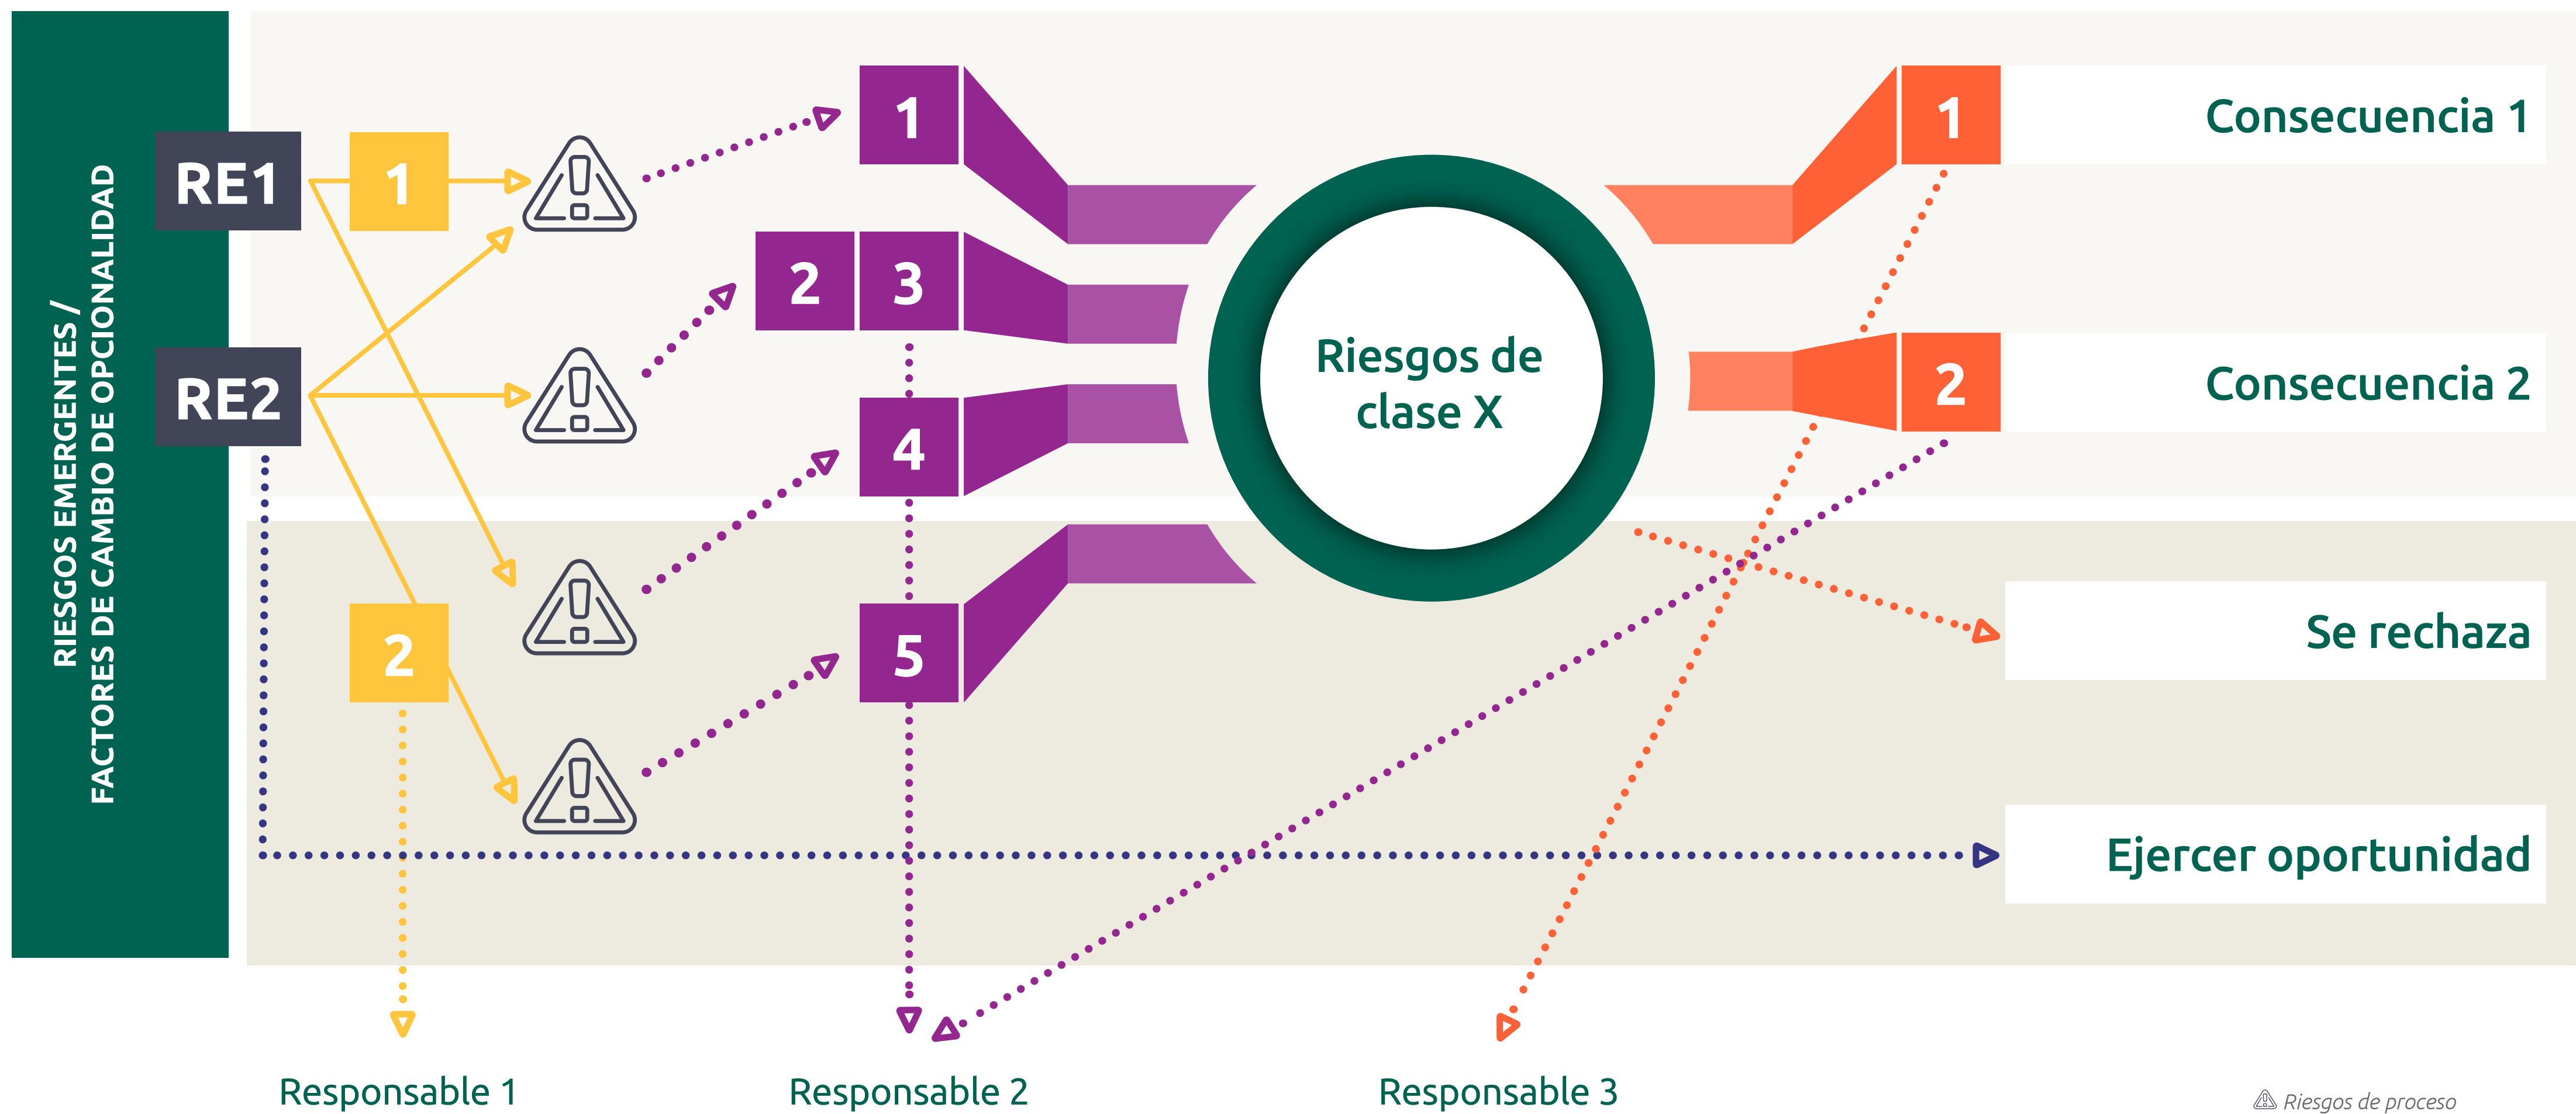 RIESGOS EMERGENTES /
FACTORES DE CAMBIO DE OPCIONALIDAD
RE1
1
RE2
2
1
2 3
4
5
Riesgos de
clase X
1
Consecuencia 1
2
Consecuencia 2
Se rechaza
Ejercer oportunidad
Responsable 1
Responsable 2
Responsable 3
Riesgos de proceso